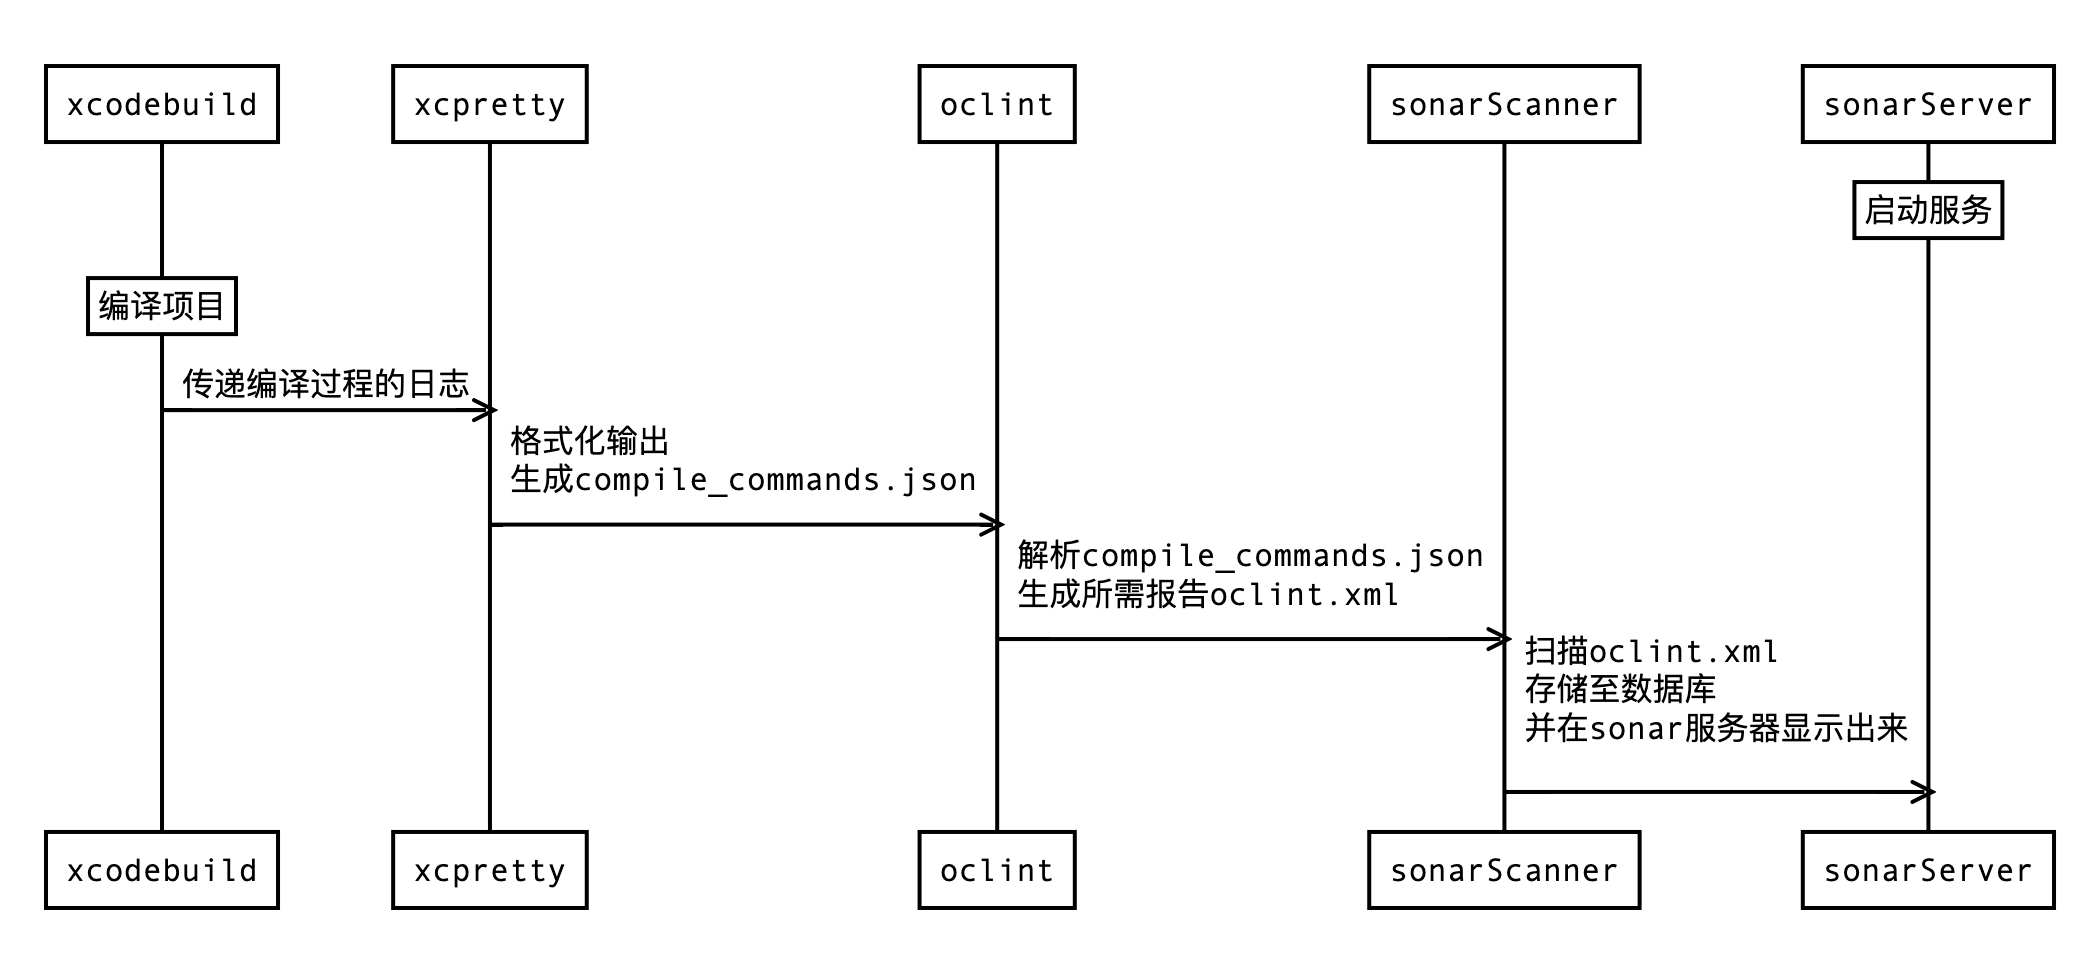 xcodebuild
xcpretty
oclint
sonarScanner
sonarServer
启动服务
编译项目
传递编译过程的日志
格式化输出
生成compile_commands.json
解析compile_commands.json
生成所需报告oclint.xml
扫描oclint.xml
存储至数据库
并在sonar服务器显示出来
xcodebuild
xcpretty
oclint
sonarScanner
sonarServer